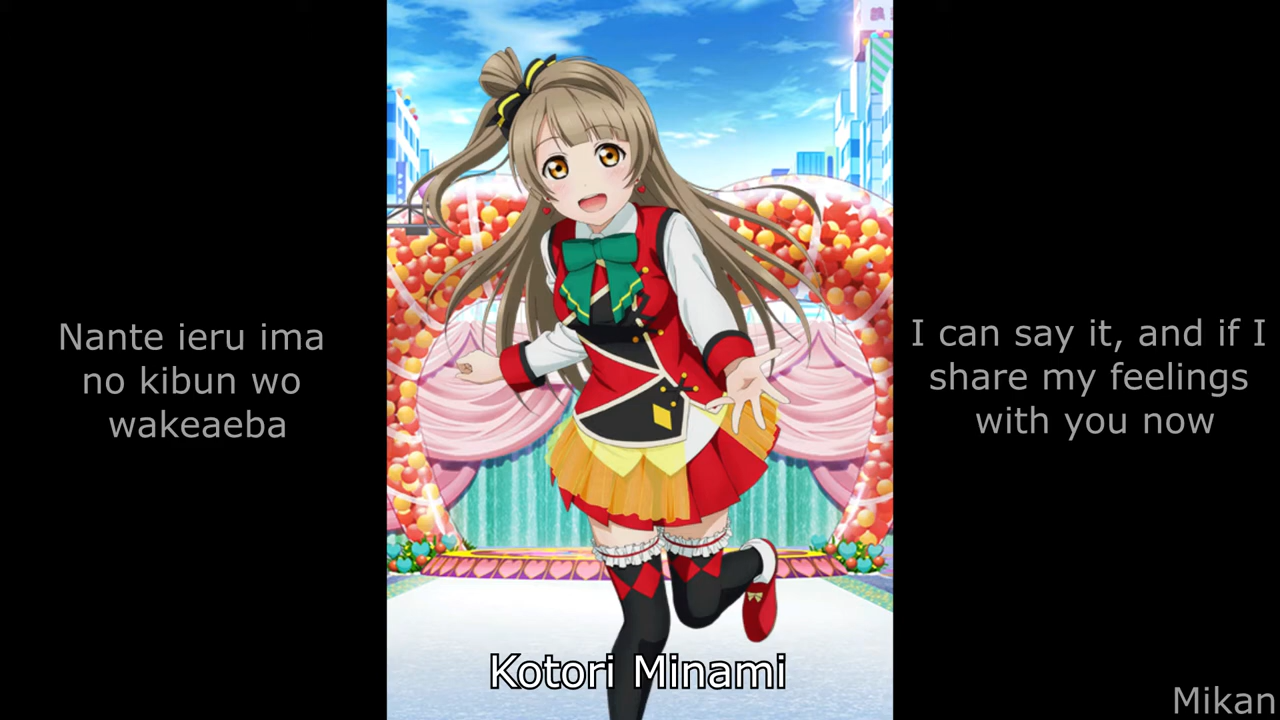 Nante ieru ima
no kibun wo
wakeaeba
I can say it, and if I
share my feelings
with you now
Kotori Minami
Mikan